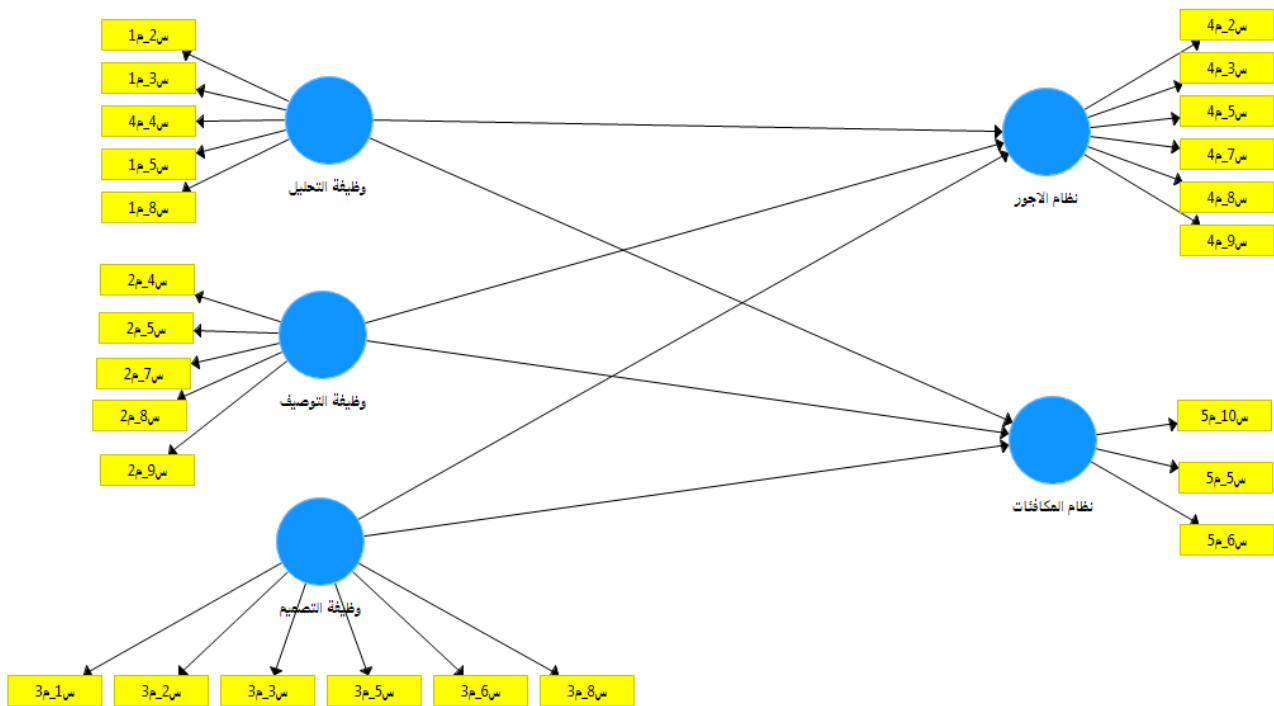 س2_م1
س3_م1
س4_م4
س5_م1
س8_م1
وظيفة التحليل
س2_م4
س3_م4
س5_م4
س7_م4
س8_م4
س9_م4
نظام الاجور
س4_م2
س5_م2
س7_م2
س8_م2
س9_م2
وظيفة التوصيف
س10_م5
س5_م5
س6_م5
نظام المكافئات
وظيفة التصميم
س1_م3
س2_م3
س3_م3
س5_م3
س6_م3
س8_م3